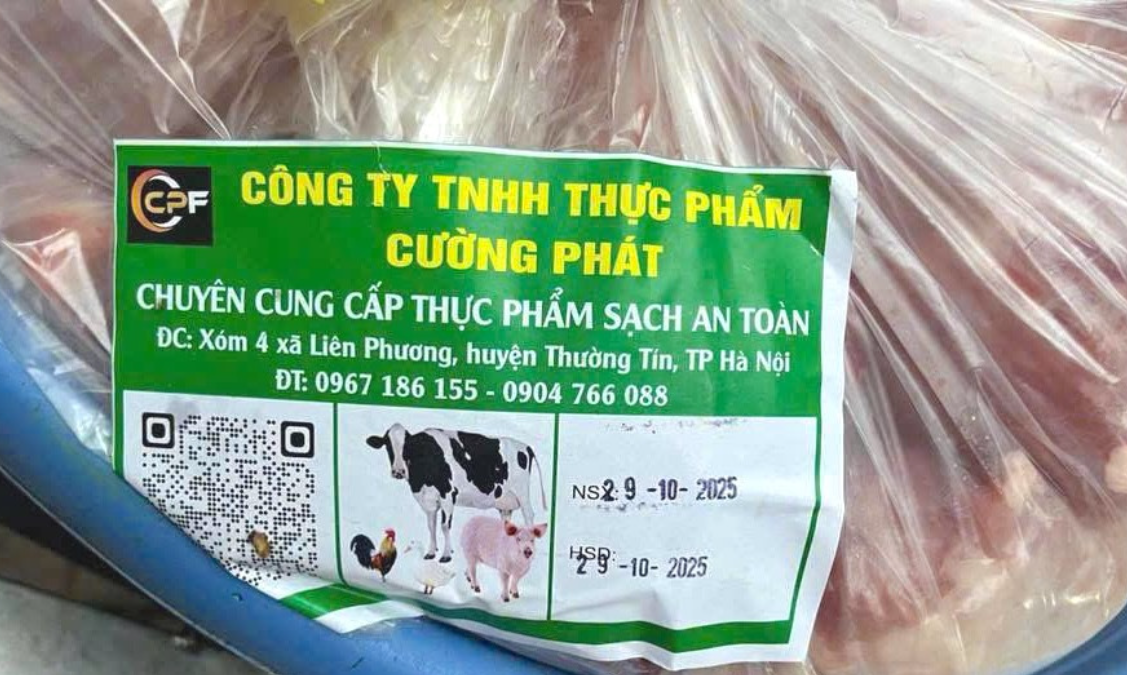 CPF
CÔNG TY TNHH THỰC PHẨM
CƯỜNG PHÁT
CHUYÊN CUNG CẤP THỰC PHẨM SẠCH AN TOÀN
ĐC: Xóm 4 xã Liên Phương, huyện Thường Tín, TP Hà Nội
ĐT: 0967 186 155 - 0904 766 088
NSX: 29 -10- 2025
HSD: 29 -10- 2025